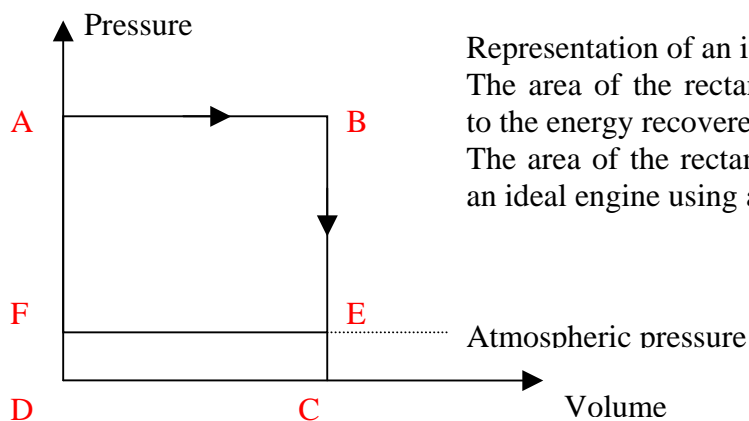 Pressure
Representation of an i
The area of the rectan
to the energy recovere
The area of the rectan
an ideal engine using a
A
B
F
E
Atmospheric pressure
D
C
Volume